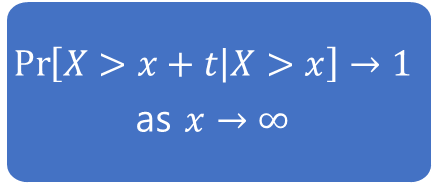 Pr[𝑋 > 𝑥 + 𝑡|𝑋 > 𝑥] → 1
as 𝑥 → ∞